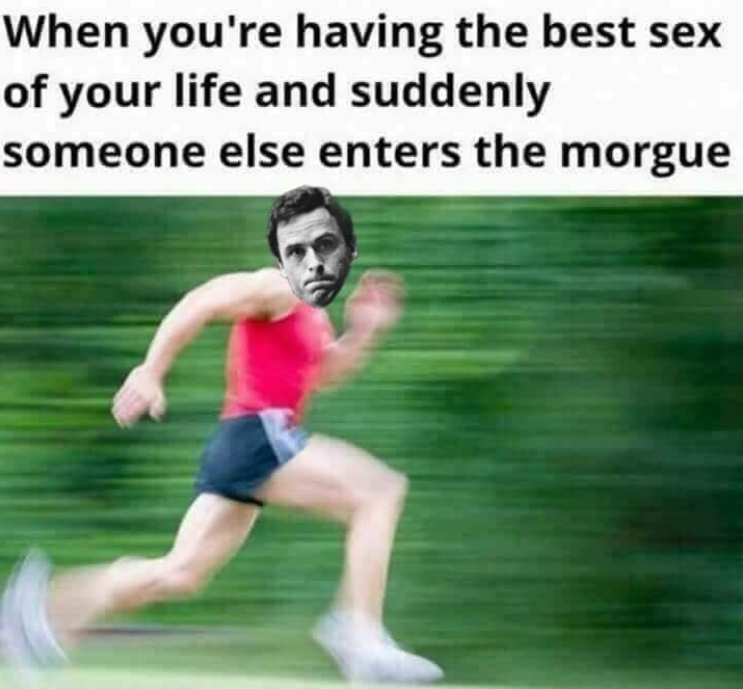 When you're having the best sex
of your life and suddenly
someone else enters the morgue